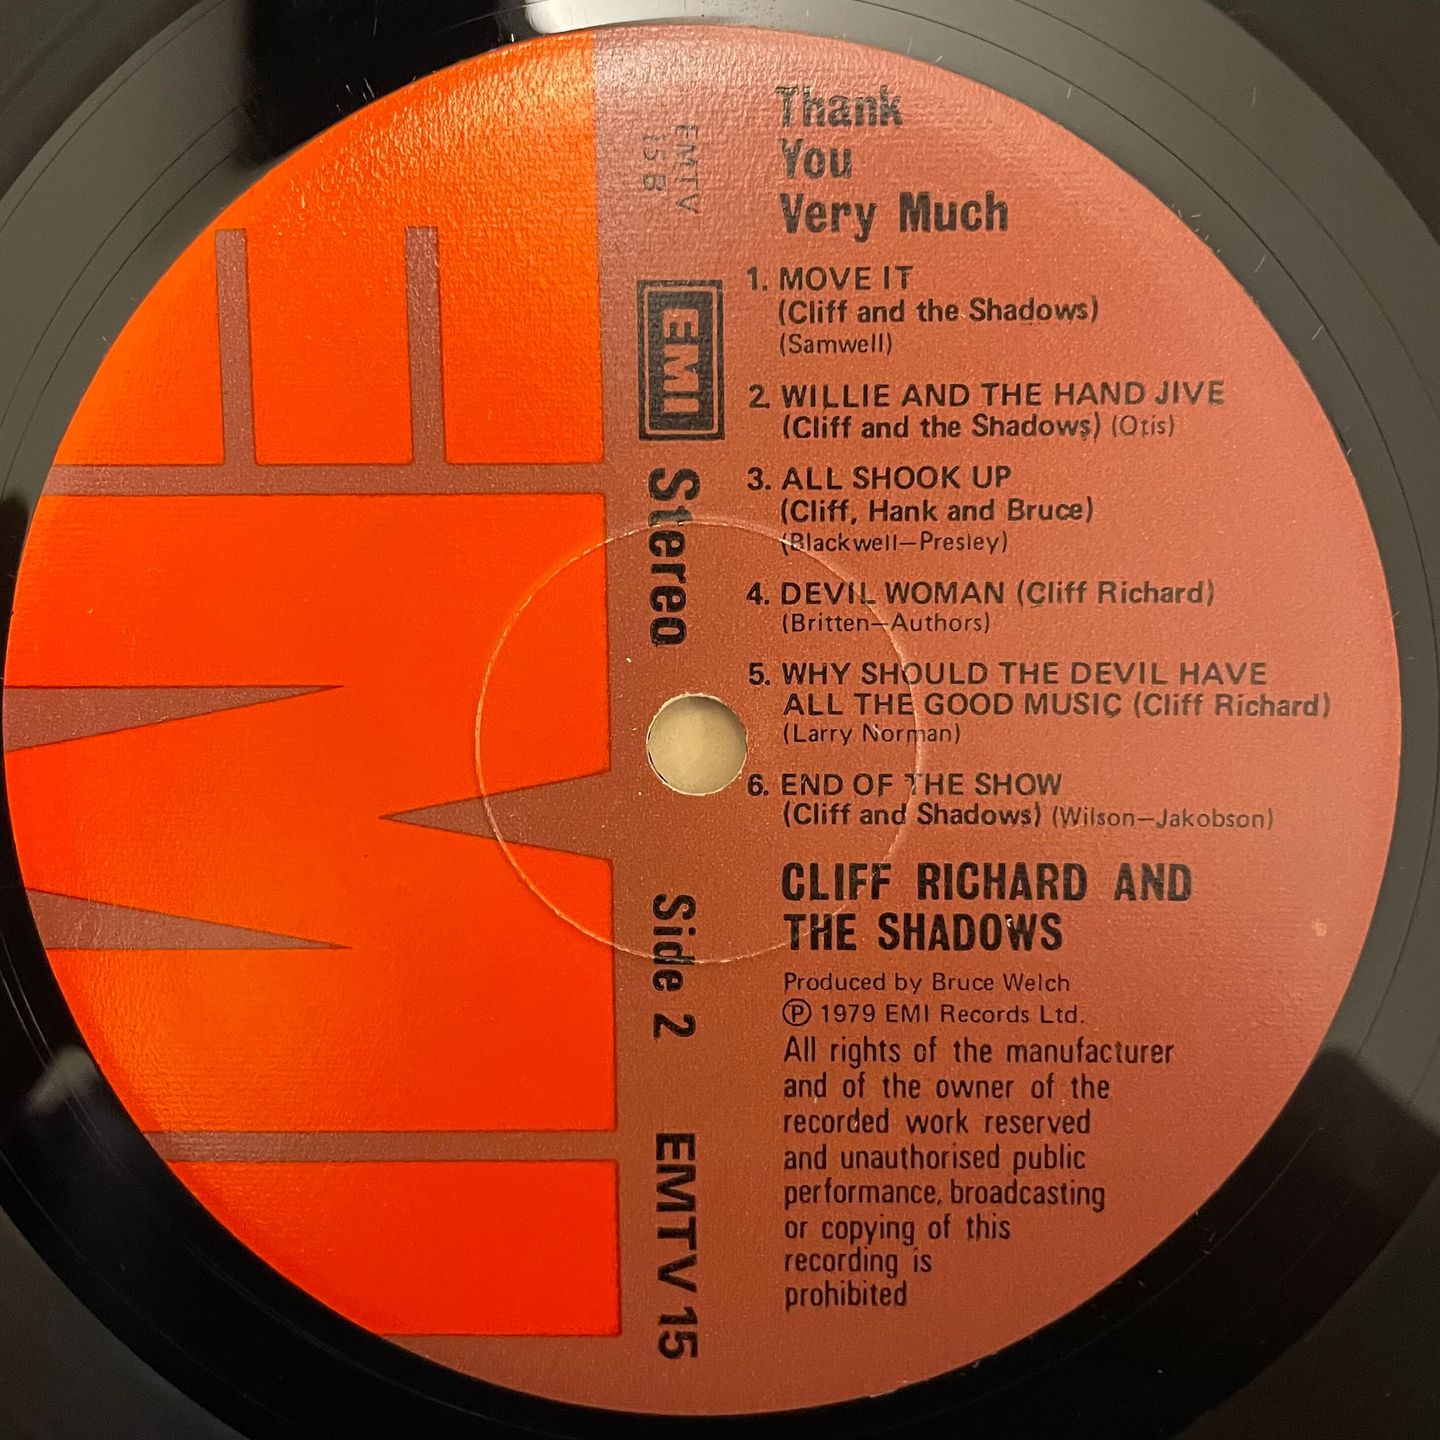 Thank
You
Very Much
EMTV
15 B
EMI
Stereo
Side 2
EMTV 15
1. MOVE IT
(Cliff and the Shadows)
(Samwell)
2. WILLIE AND THE HAND JIVE
(Cliff and the Shadows) (Otis)
3. ALL SHOOK UP
(Cliff, Hank and Bruce)
(Blackwell—Presley)
4. DEVIL WOMAN (Cliff Richard)
(Britten—Authors)
5. WHY SHOULD THE DEVIL HAVE
ALL THE GOOD MUSIC (Cliff Richard)
(Larry Norman)
6. END OF THE SHOW
(Cliff and Shadows) (Wilson—Jakobson)
CLIFF RICHARD AND
THE SHADOWS
Produced by Bruce Welch
Ⓟ 1979 EMI Records Ltd.
All rights of the manufacturer
and of the owner of the
recorded work reserved
and unauthorised public
performance, broadcasting
or copying of this
recording is
prohibited